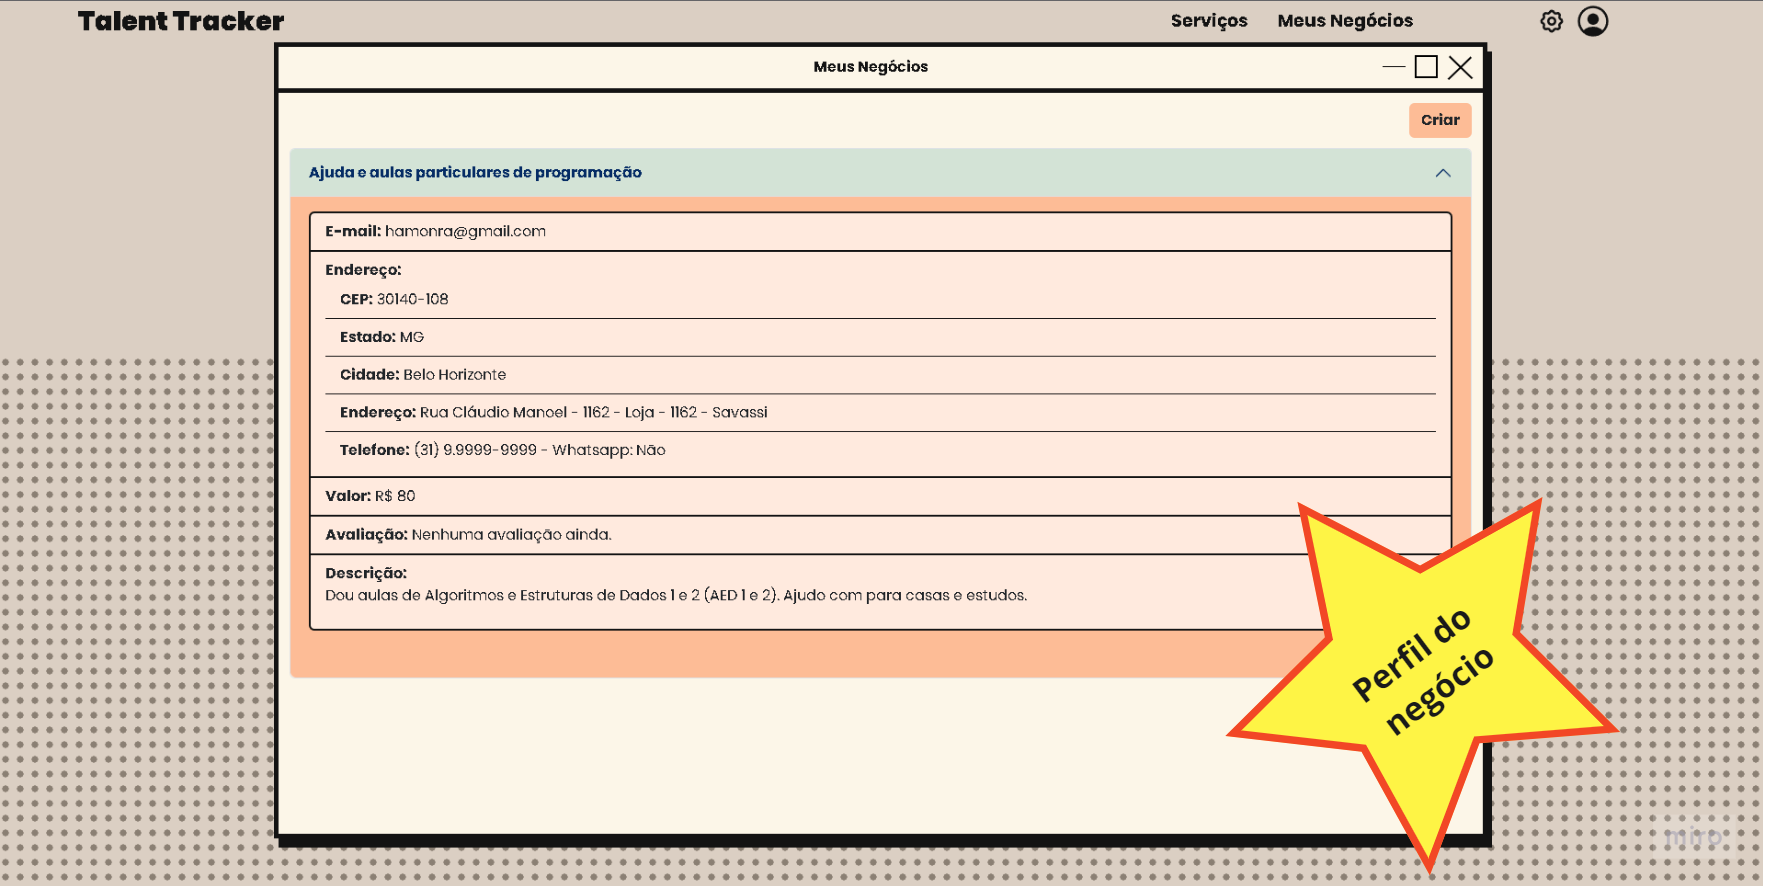 Talent Tracker
Serviços
Meus Negócios
Meus Negócios
Criar
Ajuda e aulas particulares de programação
E-mail: hamonra@gmail.com
Endereço:
CEP: 30140-108
Estado: MG
Cidade: Belo Horizonte
Endereço: Rua Cláudio Manoel - 1162 - Loja - 1162 - Savassi
Telefone: (31) 9.9999-9999 - Whatsapp: Não
Valor: R$ 80
Avaliação: Nenhuma avaliação ainda.
Descrição:
Dou aulas de Algoritmos e Estruturas de Dados 1 e 2 (AED 1 e 2). Ajudo com para casas e estudos.
Perfil do
negócio
miro